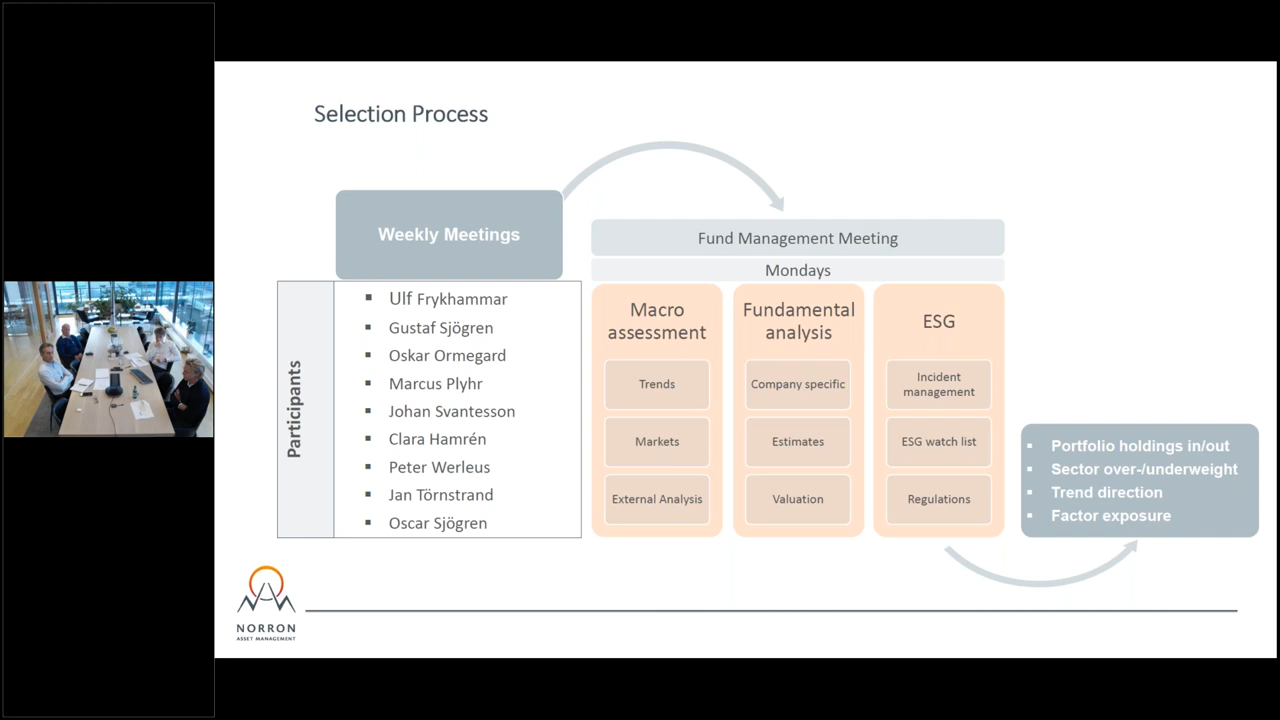 Selection Process
Weekly Meetings
Participants
Ulf Frykhammar
Gustaf Sjögren
Oskar Ormegard
Marcus Plyhr
Johan Svantesson
Clara Hamrén
Peter Werleus
Jan Törnstrand
Oscar Sjögren
Fund Management Meeting
Mondays
Macro
assessment
Trends
Markets
External Analysis
Fundamental
analysis
Company specific
Estimates
Valuation
ESG
Incident
management
ESG watch list
Regulations
Portfolio holdings in/out
Sector over-/underweight
Trend direction
Factor exposure
NORRON
ASSET MANAGEMENT